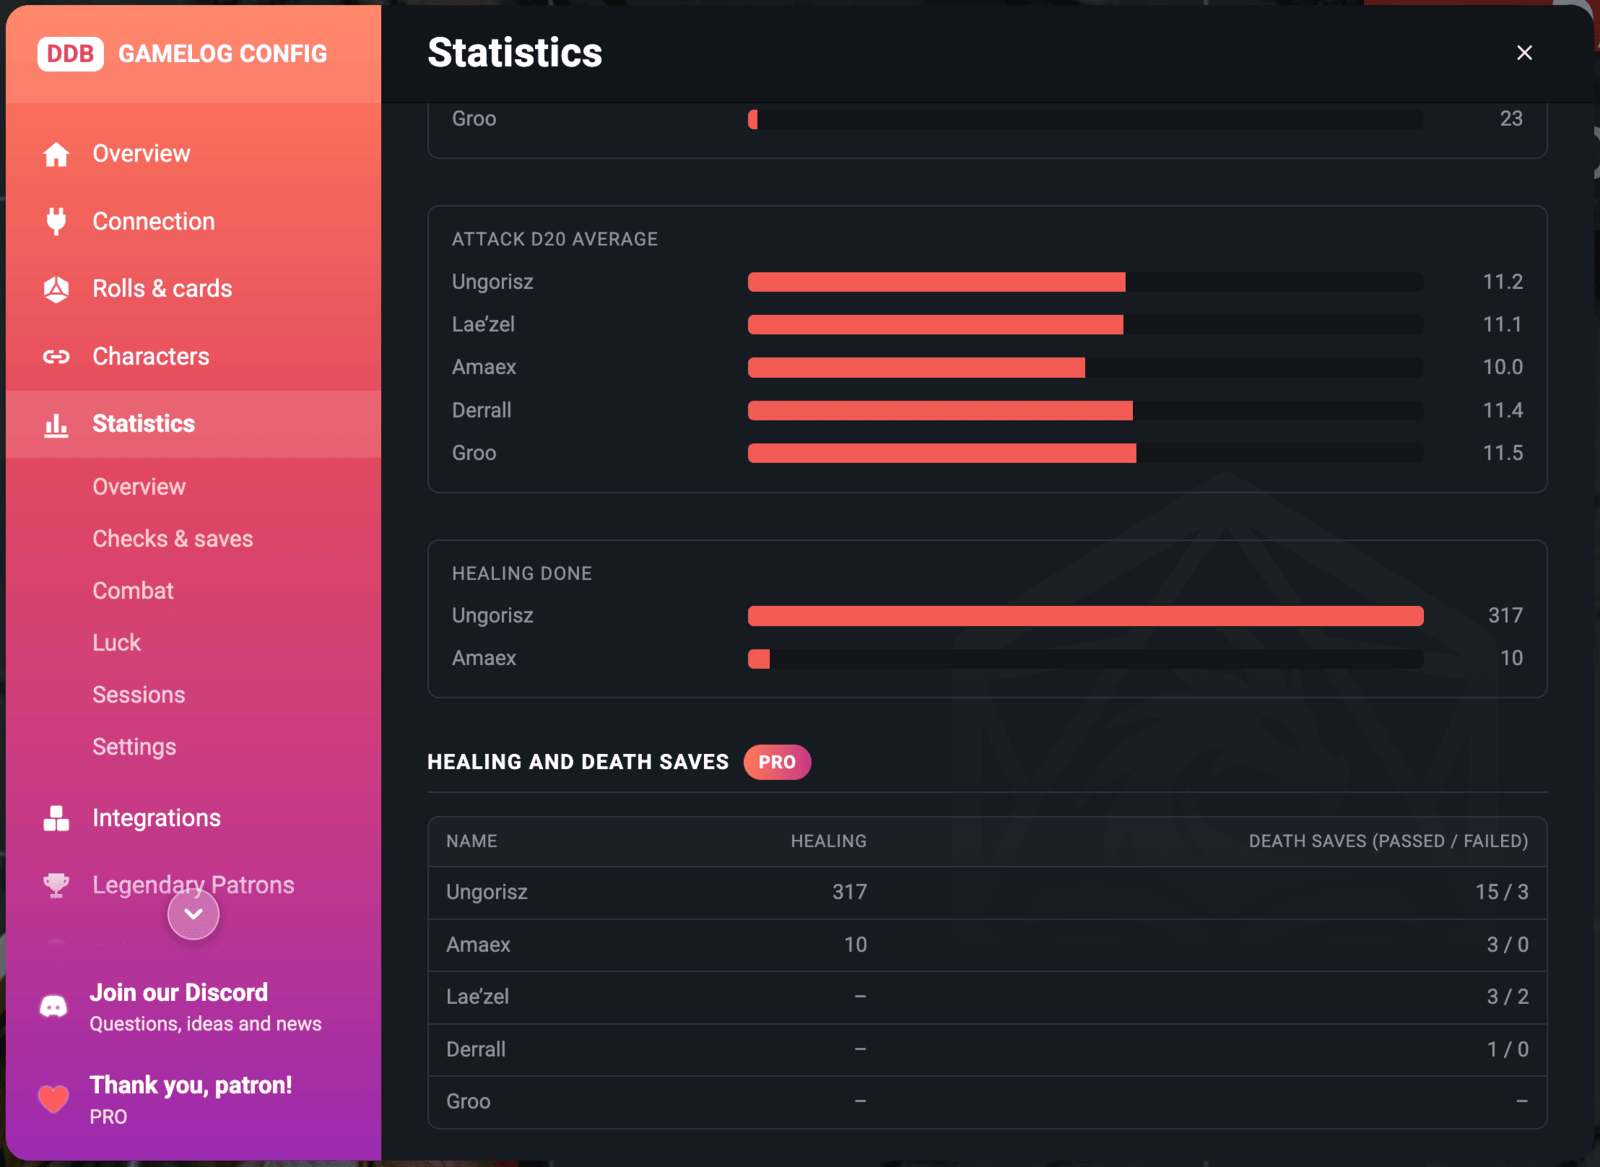 DDB GAMELOG CONFIG
Overview
Connection
Rolls & cards
Characters
Statistics
Overview
Checks & saves
Combat
Luck
Sessions
Settings
Integrations
Legendary Patrons
Join our Discord
Questions, ideas and news
Thank you, patron!
PRO
Statistics
Groo 23
ATTACK D20 AVERAGE
Ungorisz 11.2
Lae’zel 11.1
Amaex 10.0
Derrall 11.4
Groo 11.5
HEALING DONE
Ungorisz 317
Amaex 10
HEALING AND DEATH SAVES PRO
NAME HEALING DEATH SAVES (PASSED / FAILED)
Ungorisz 317 15 / 3
Amaex 10 3 / 0
Lae’zel – 3 / 2
Derrall – 1 / 0
Groo – –